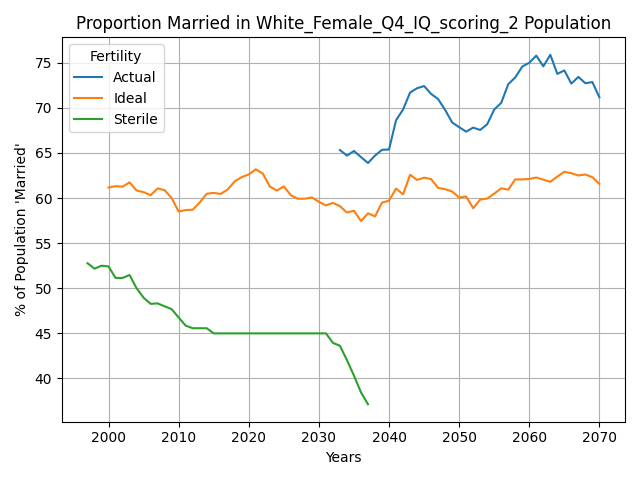 Proportion Married in White_Female_Q4_IQ_scoring_2 Population
Fertility
Actual
Ideal
Sterile
% of Population 'Married'
75
70
65
60
55
50
45
40
2000 2010 2020 2030 2040 2050 2060 2070
Years